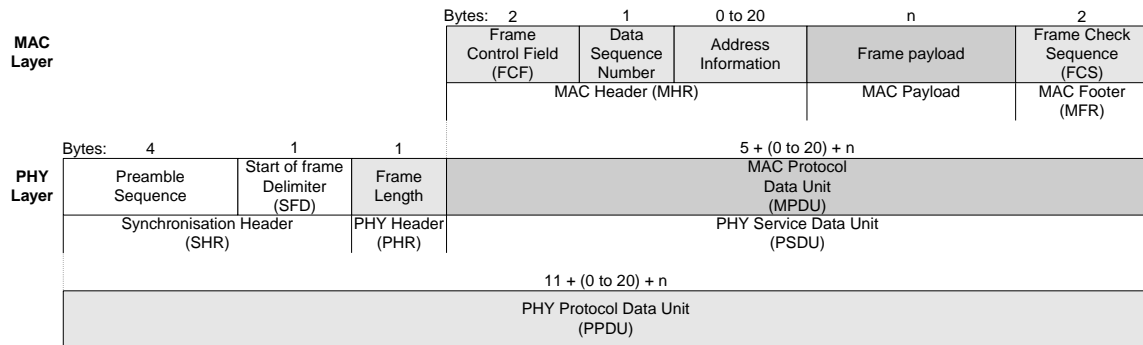 Bytes: 2 1 0 to 20 n 2
MAC
Layer
Frame
Control Field
(FCF)
Data
Sequence
Number
Address
Information
Frame payload
Frame Check
Sequence
(FCS)
MAC Header (MHR)
MAC Payload
MAC Footer
(MFR)
Bytes: 4 1 1 5 + (0 to 20) + n
PHY
Layer
Preamble
Sequence
Start of frame
Delimiter
(SFD)
Frame
Length
MAC Protocol
Data Unit
(MPDU)
Synchronisation Header
(SHR)
PHY Header
(PHR)
PHY Service Data Unit
(PSDU)
11 + (0 to 20) + n
PHY Protocol Data Unit
(PPDU)